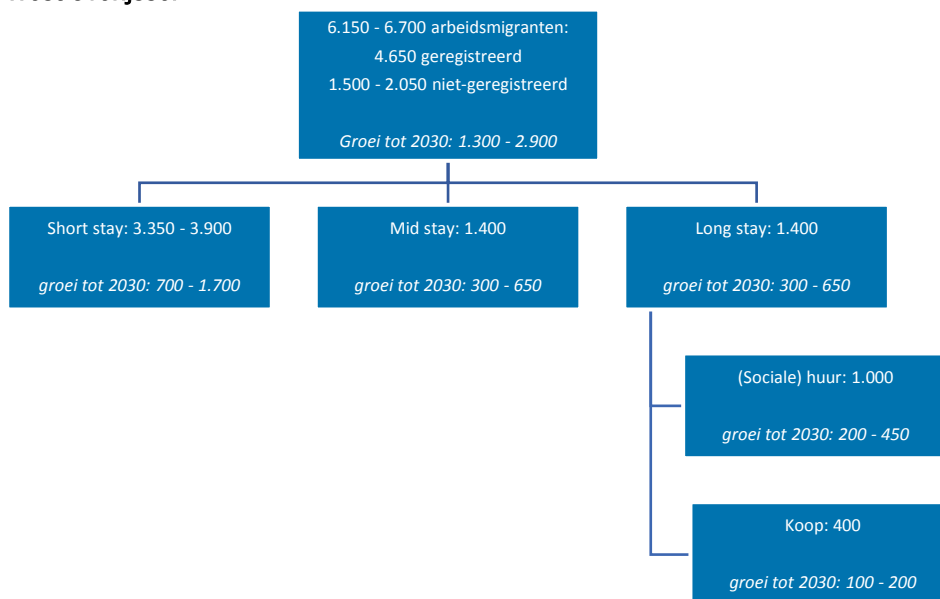 6.150 - 6.700 arbeidsmigranten:
4.650 geregistreerd
1.500 - 2.050 niet-geregistreerd
Groei tot 2030: 1.300 - 2.900
Short stay: 3.350 - 3.900
groei tot 2030: 700 - 1.700
Mid stay: 1.400
groei tot 2030: 300 - 650
Long stay: 1.400
groei tot 2030: 300 - 650
(Sociale) huur: 1.000
groei tot 2030: 200 - 450
Koop: 400
groei tot 2030: 100 - 200